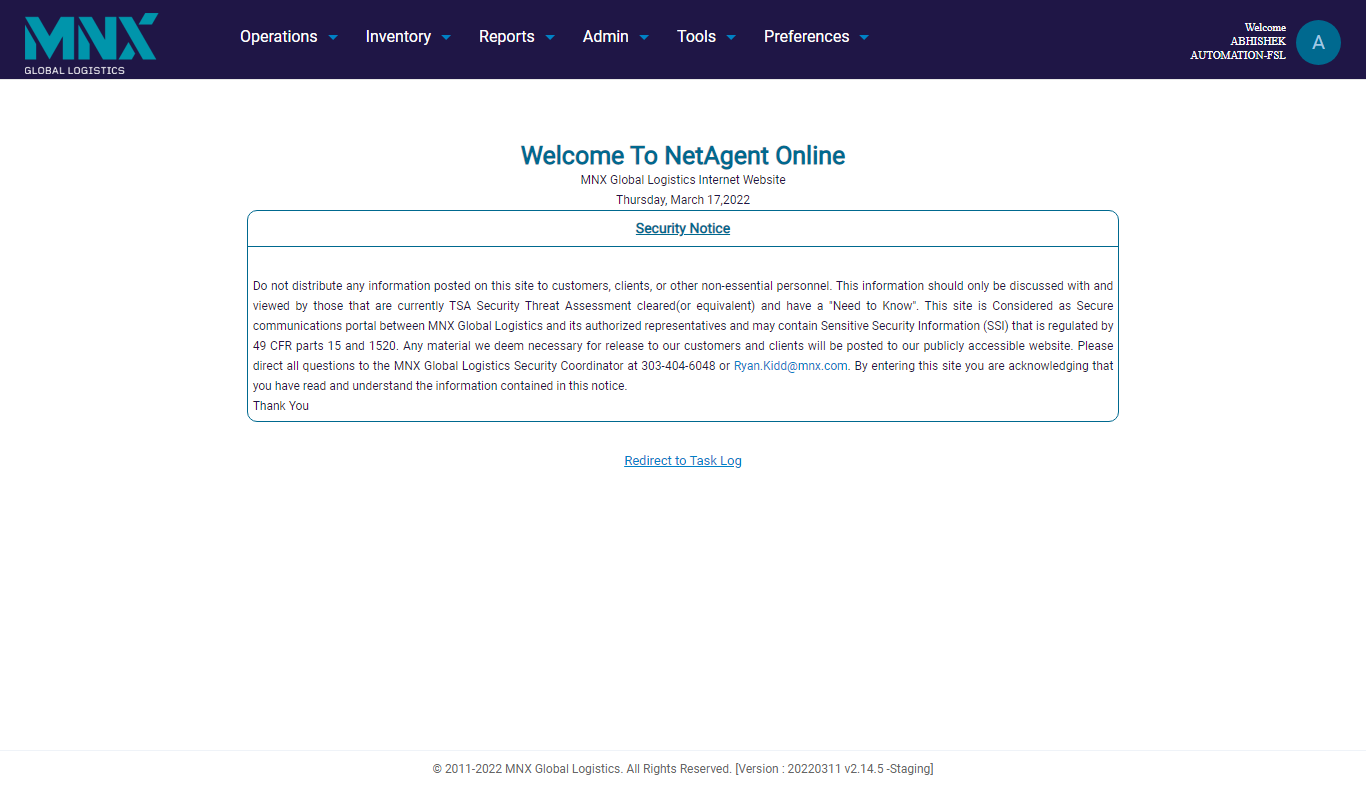 MNX
GLOBAL LOGISTICS
Operations
Inventory
Reports
Admin
Tools
Preferences
Welcome
ABHISHEK
AUTOMATION-FSL
A
Welcome To NetAgent Online
MNX Global Logistics Internet Website
Thursday, March 17,2022
Security Notice
Do not distribute any information posted on this site to customers, clients, or other non-essential personnel. This information should only be discussed with and
viewed by those that are currently TSA Security Threat Assessment cleared(or equivalent) and have a "Need to Know". This site is Considered as Secure
communications portal between MNX Global Logistics and its authorized representatives and may contain Sensitive Security Information (SSI) that is regulated by
49 CFR parts 15 and 1520. Any material we deem necessary for release to our customers and clients will be posted to our publicly accessible website. Please
direct all questions to the MNX Global Logistics Security Coordinator at 303-404-6048 or Ryan.Kidd@mnx.com. By entering this site you are acknowledging that
you have read and understand the information contained in this notice.
Thank You
Redirect to Task Log
© 2011-2022 MNX Global Logistics. All Rights Reserved. [Version : 20220311 v2.14.5 -Staging]